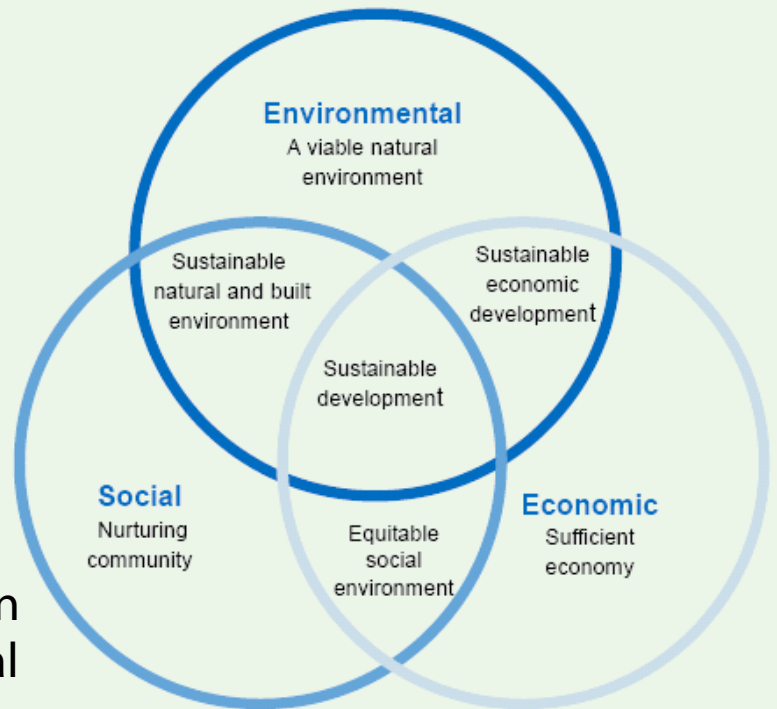 Environmental
A viable natural
environment
Sustainable
natural and built
environment
Sustainable
economic
development
Sustainable
development
Social
Nurturing
community
Equitable
social
environment
Economic
Sufficient
economy
al